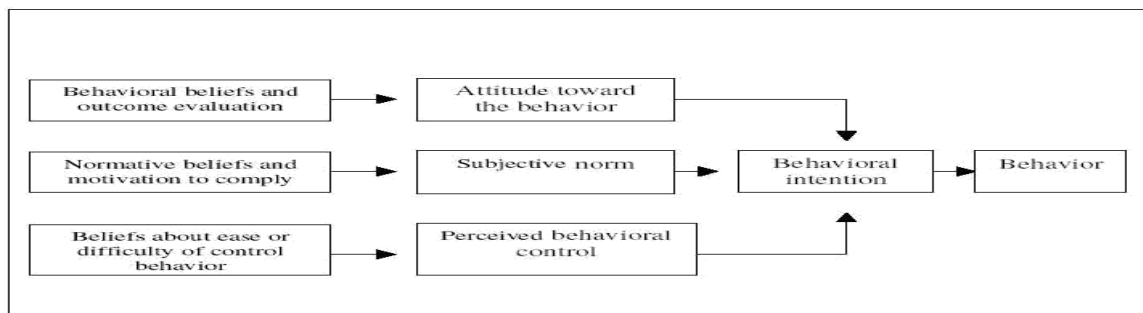 Behavioral beliefs and
outcome evaluation
Attitude toward
the behavior
Normative beliefs and
motivation to comply
Subjective norm
Behavioral
intention
Behavior
Beliefs about ease or
difficulty of control
behavior
Perceived behavioral
control